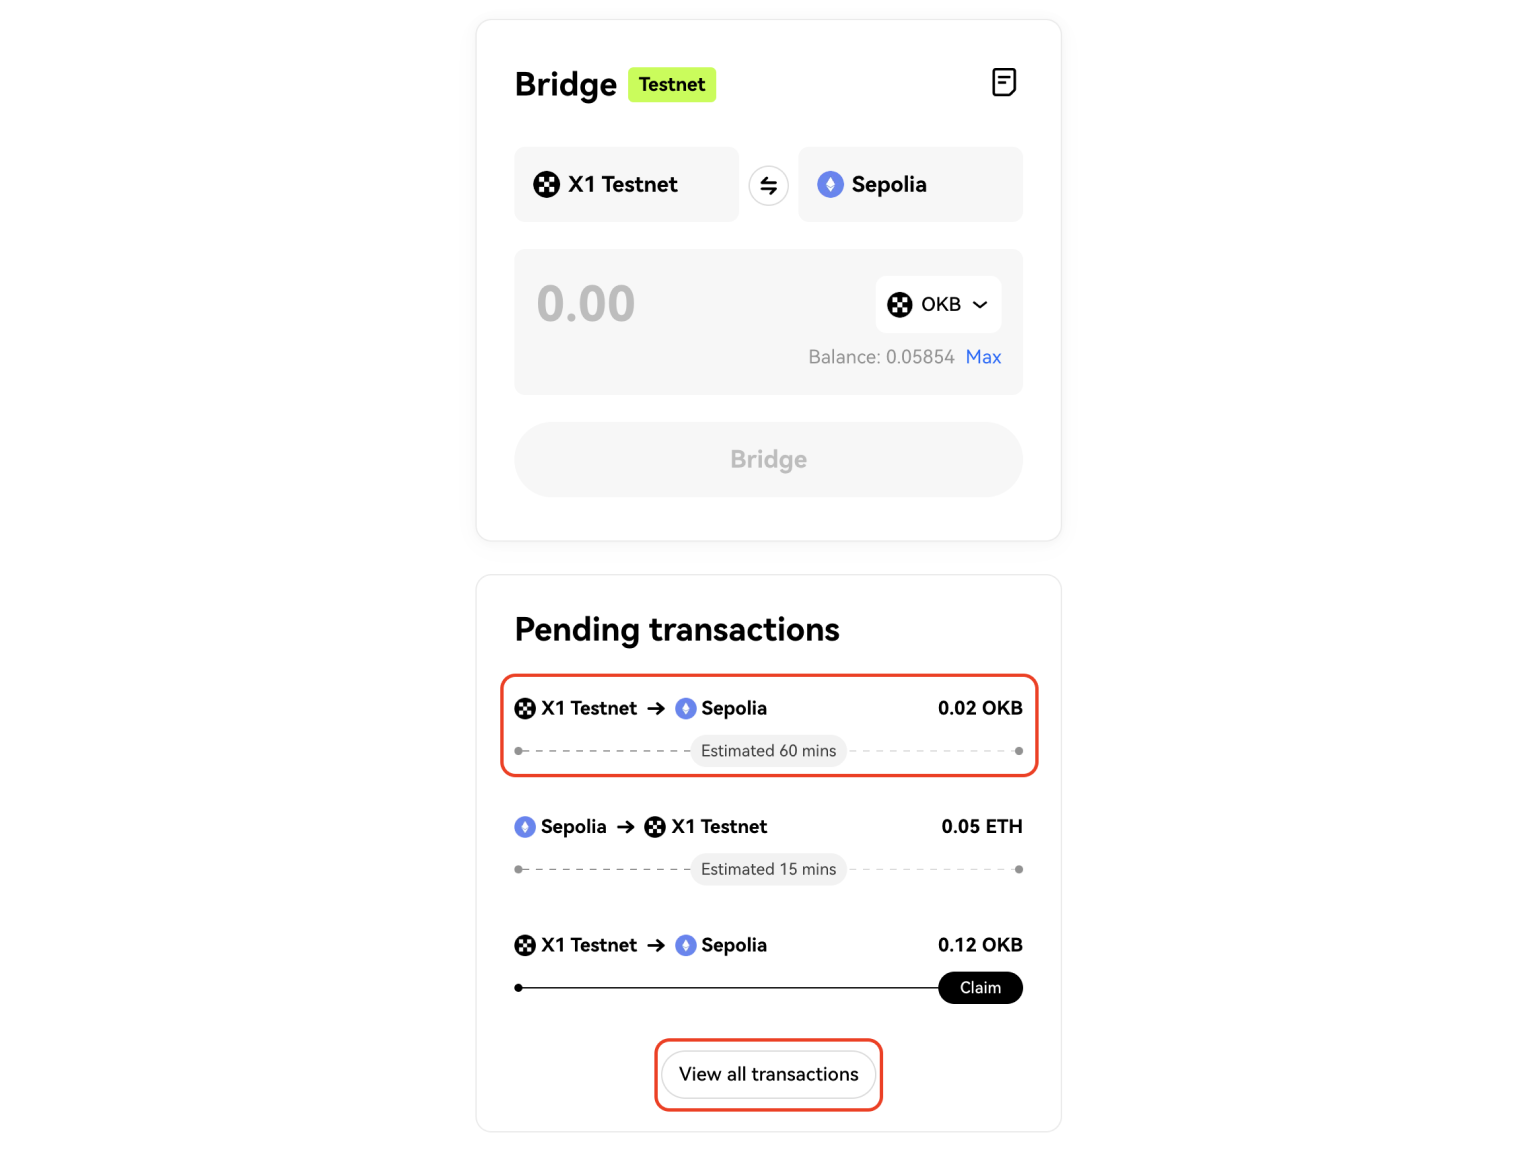 Bridge Testnet
X1 Testnet Sepolia
0.00 OKB
Balance: 0.05854 Max
Bridge
Pending transactions
X1 Testnet → Sepolia 0.02 OKB
Estimated 60 mins
Sepolia → X1 Testnet 0.05 ETH
Estimated 15 mins
X1 Testnet → Sepolia 0.12 OKB
Claim
View all transactions